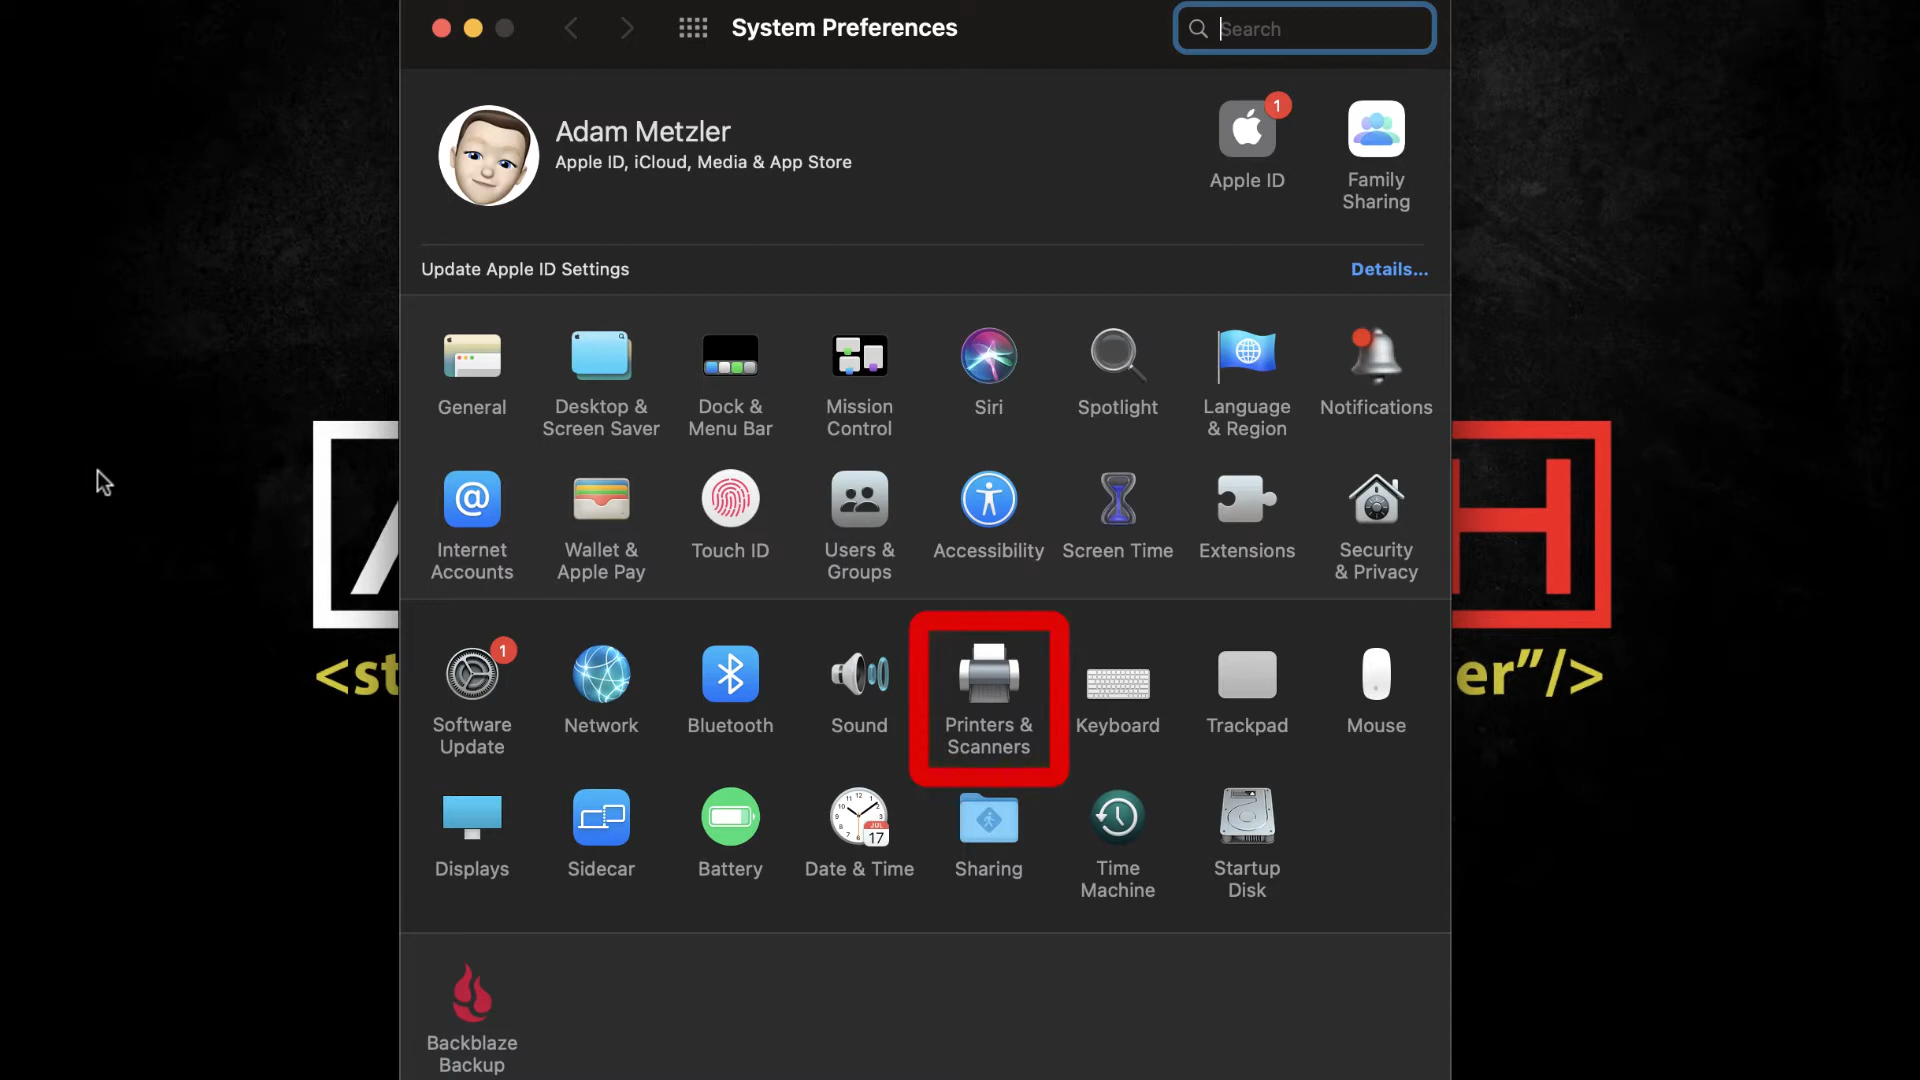 System Preferences
Search
Adam Metzler
Apple ID, iCloud, Media & App Store
1
Apple ID
Family
Sharing
Update Apple ID Settings
Details...
General
Desktop &
Screen Saver
Dock &
Menu Bar
Mission
Control
Siri
Spotlight
Language
& Region
Notifications
@
Internet
Accounts
Wallet &
Apple Pay
Touch ID
Users &
Groups
Accessibility
Screen Time
Extensions
Security
& Privacy
H
<st
er”/>
1
Software
Update
Network
Bluetooth
Sound
Printers &
Scanners
Keyboard
Trackpad
Mouse
Displays
Sidecar
Battery
JUL
17
Date & Time
Sharing
Time
Machine
Startup
Disk
Backblaze
Backup